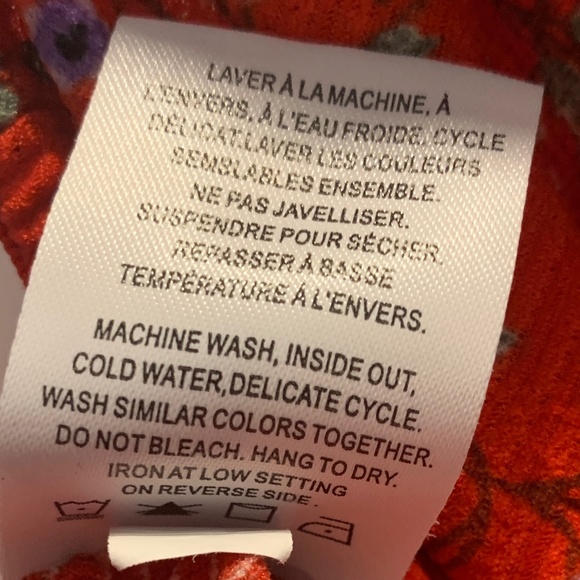 LAVER À LA MACHINE, À
L'ENVERS, À L'EAU FROIDE, CYCLE
DÉLICAT.LAVER LES COULEURS
SEMBLABLES ENSEMBLE.
NE PAS JAVELLISER.
SUSPENDRE POUR SÉCHER.
REPASSER À BASSE
TEMPÉRATURE À L'ENVERS.
MACHINE WASH, INSIDE OUT,
COLD WATER,DELICATE CYCLE.
WASH SIMILAR COLORS TOGETHER.
DO NOT BLEACH. HANG TO DRY.
IRON AT LOW SETTING
ON REVERSE SIDE.